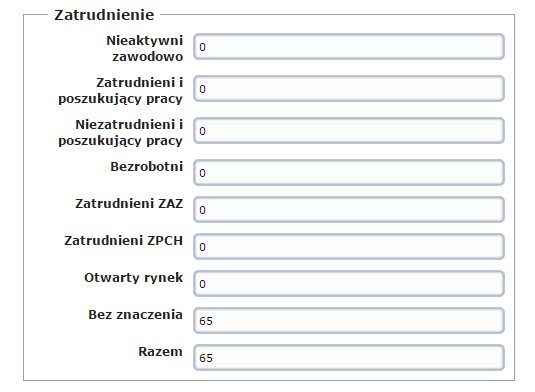 Zatrudnienie
Nieaktywni
zawodowo
0
Zatrudnieni i
poszukujący pracy
0
Niezatrudnieni i
poszukujący pracy
0
Bezrobotni
0
Zatrudnieni ZAZ
0
Zatrudnieni ZPCH
0
Otwarty rynek
0
Bez znaczenia
65
Razem
65